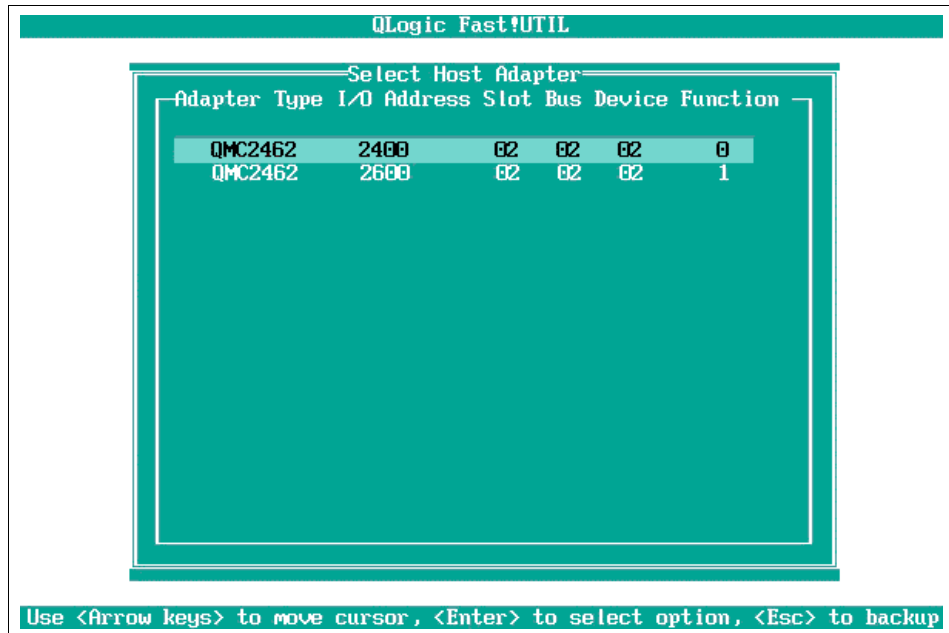 QLogic Fast!UTIL
Select Host Adapter
Adapter Type I/O Address Slot Bus Device Function
QMC2462 2400 02 02 02 0
QMC2462 2600 02 02 02 1
Use <Arrow keys> to move cursor, <Enter> to select option, <Esc> to backup